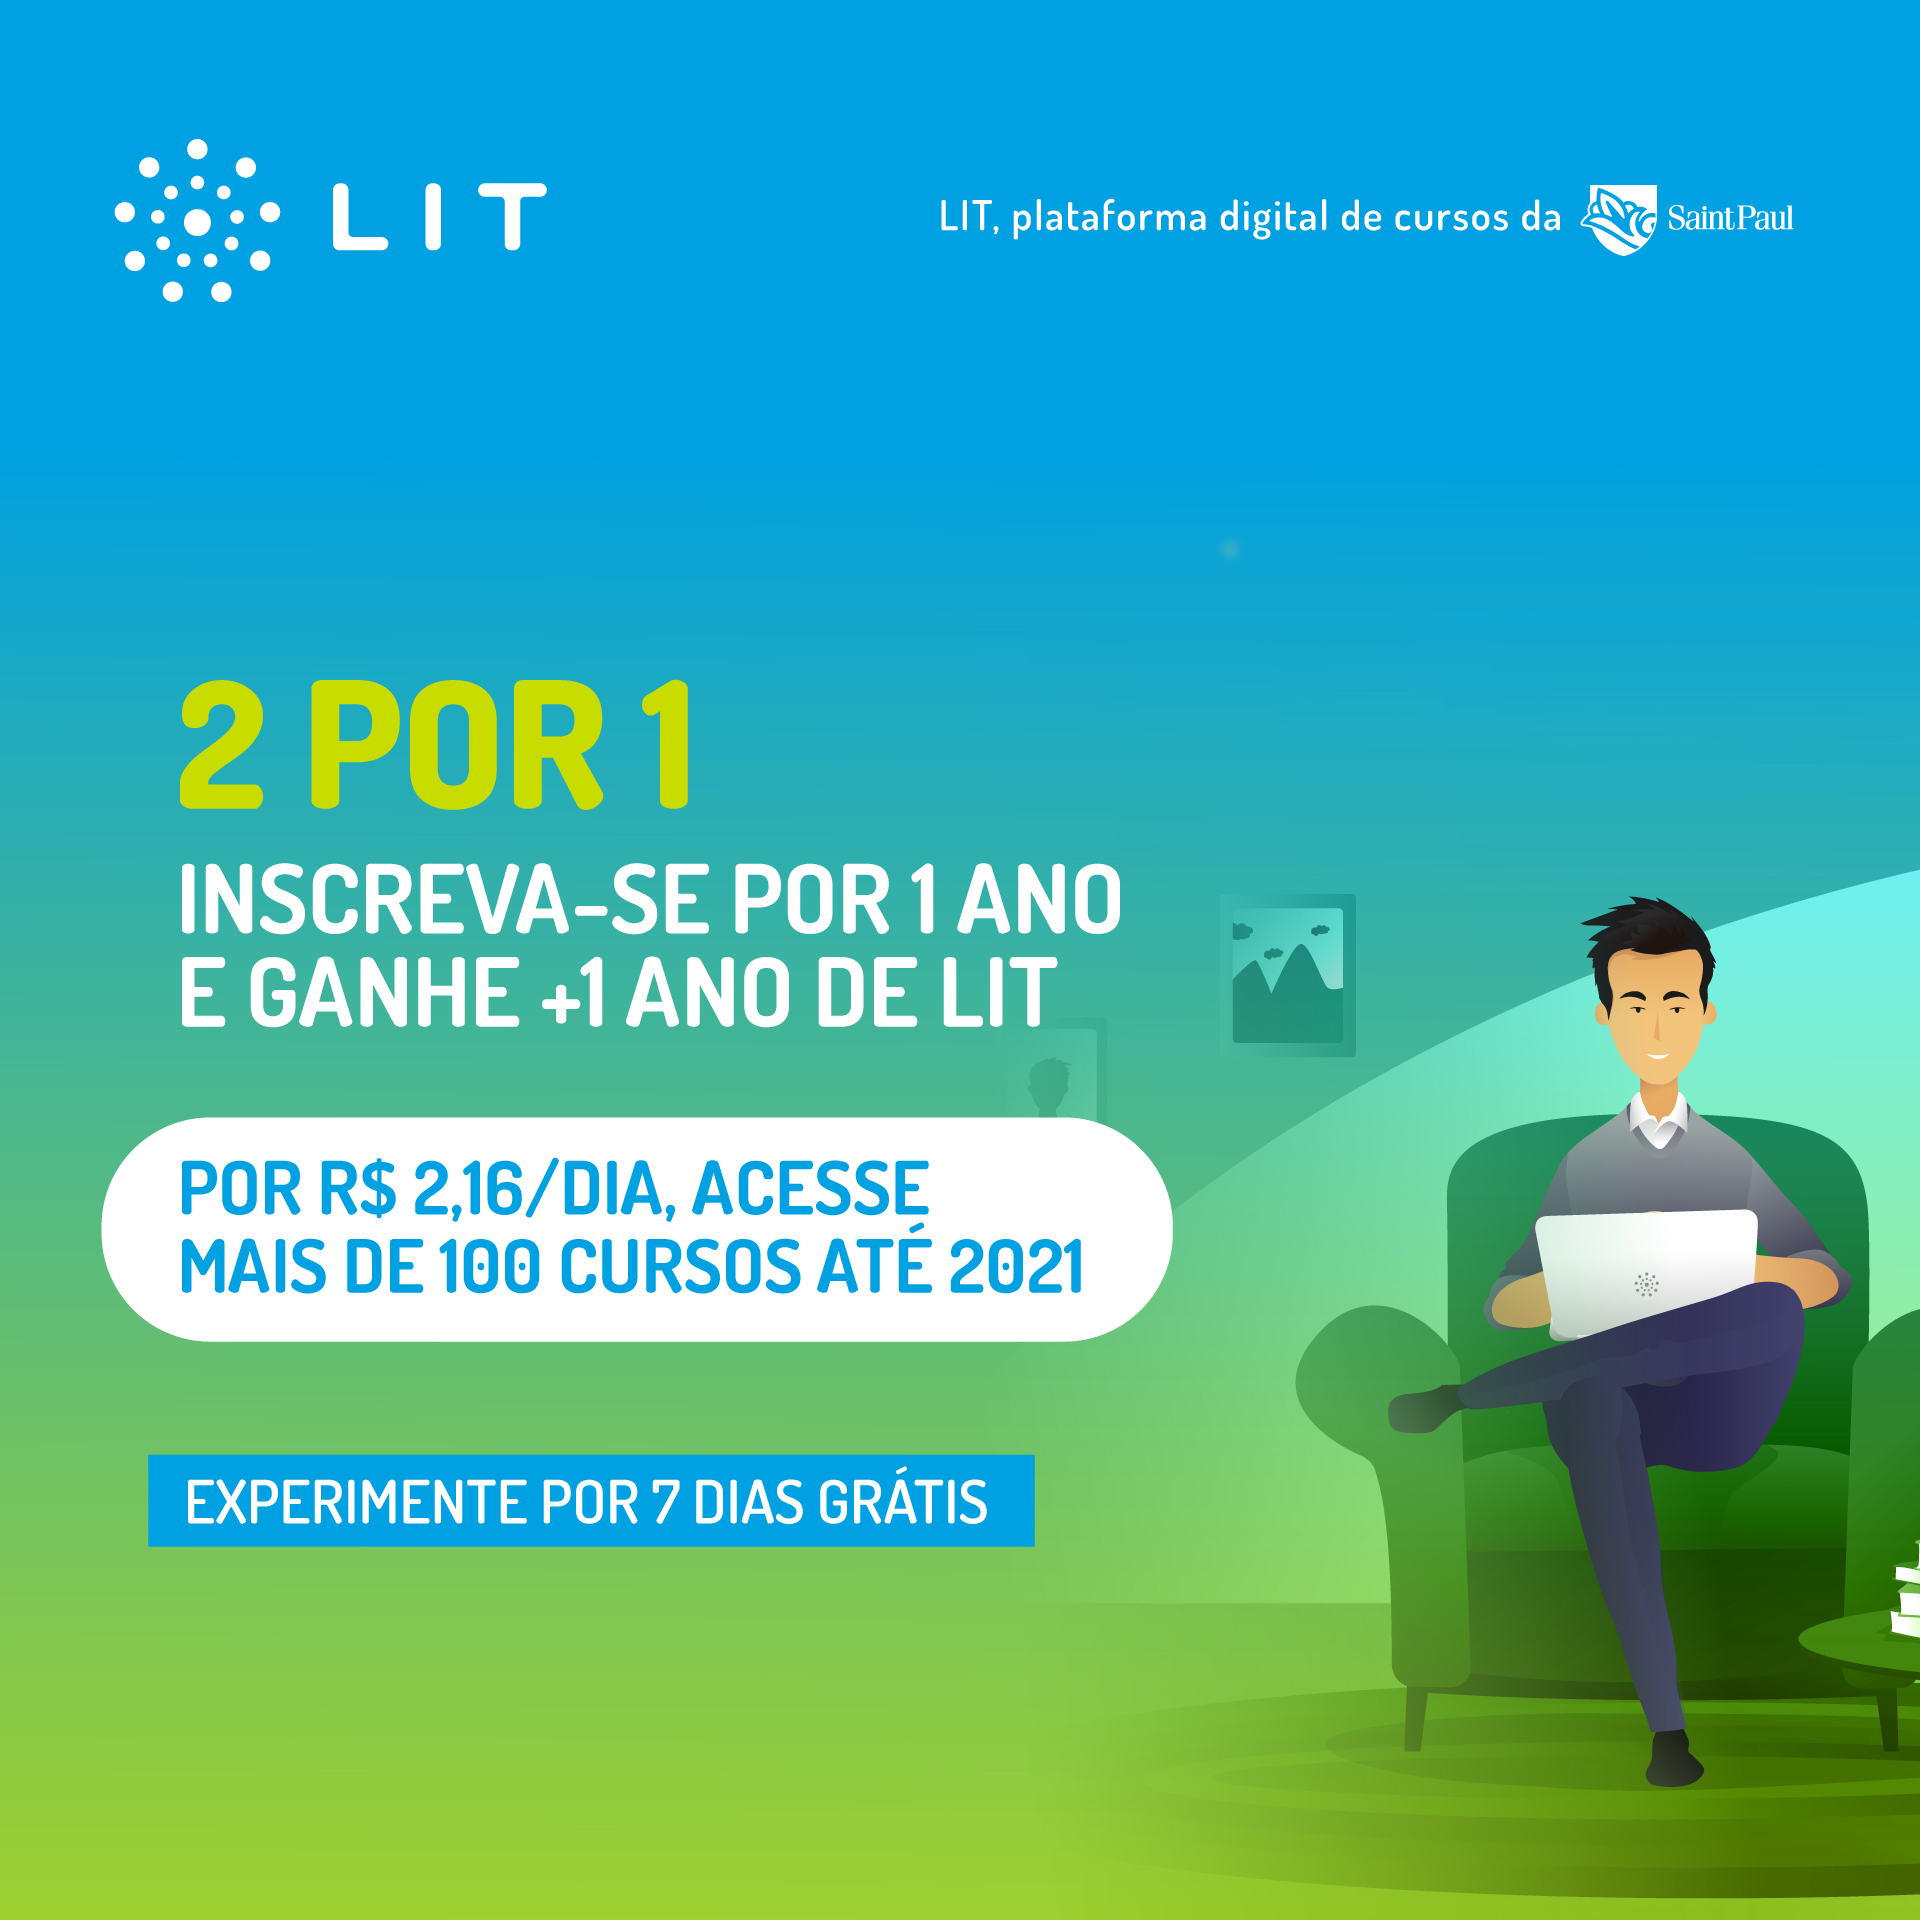 LIT
LIT, plataforma digital de cursos da SaintPaul
2 POR 1
INSCREVA-SE POR 1 ANO
E GANHE +1 ANO DE LIT
POR R$ 2,16/DIA, ACESSE
MAIS DE 100 CURSOS ATÉ 2021
EXPERIMENTE POR 7 DIAS GRÁTIS